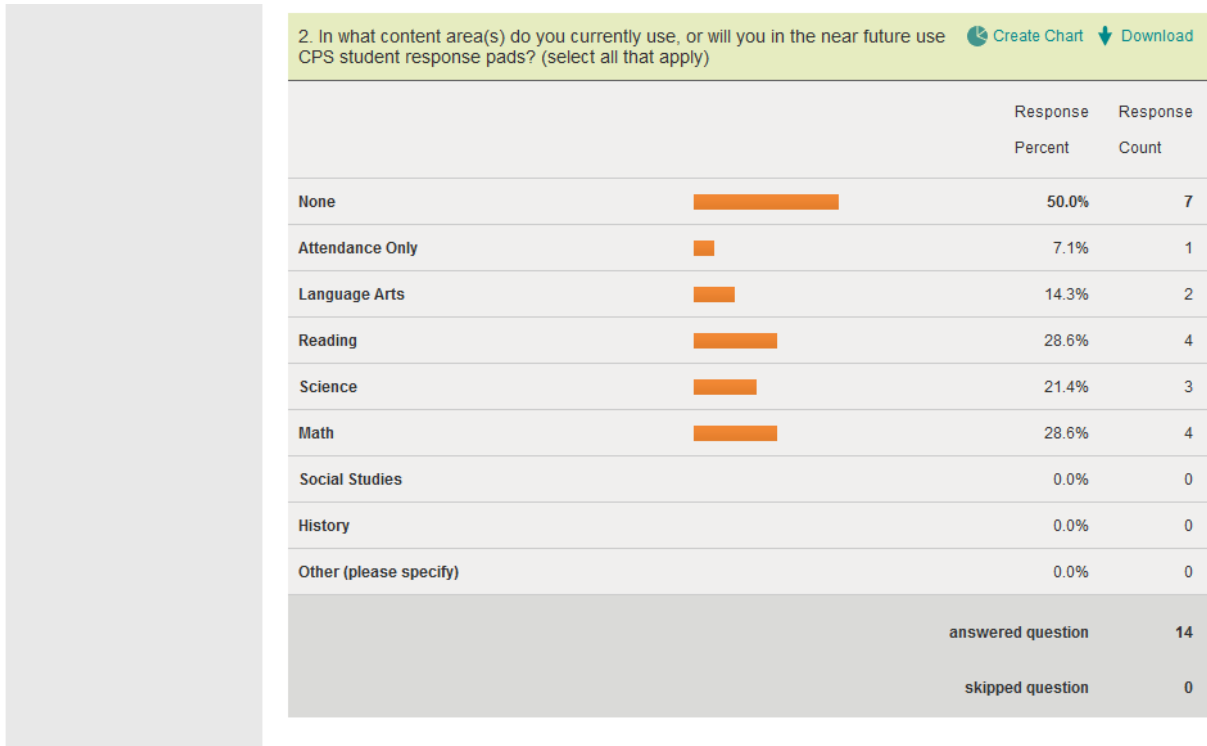 2. In what content area(s) do you currently use, or will you in the near future use
CPS student response pads? (select all that apply)
Create Chart Download
Response Response
Percent Count
None 50.0% 7
Attendance Only 7.1% 1
Language Arts 14.3% 2
Reading 28.6% 4
Science 21.4% 3
Math 28.6% 4
Social Studies 0.0% 0
History 0.0% 0
Other (please specify) 0.0% 0
answered question 14
skipped question 0